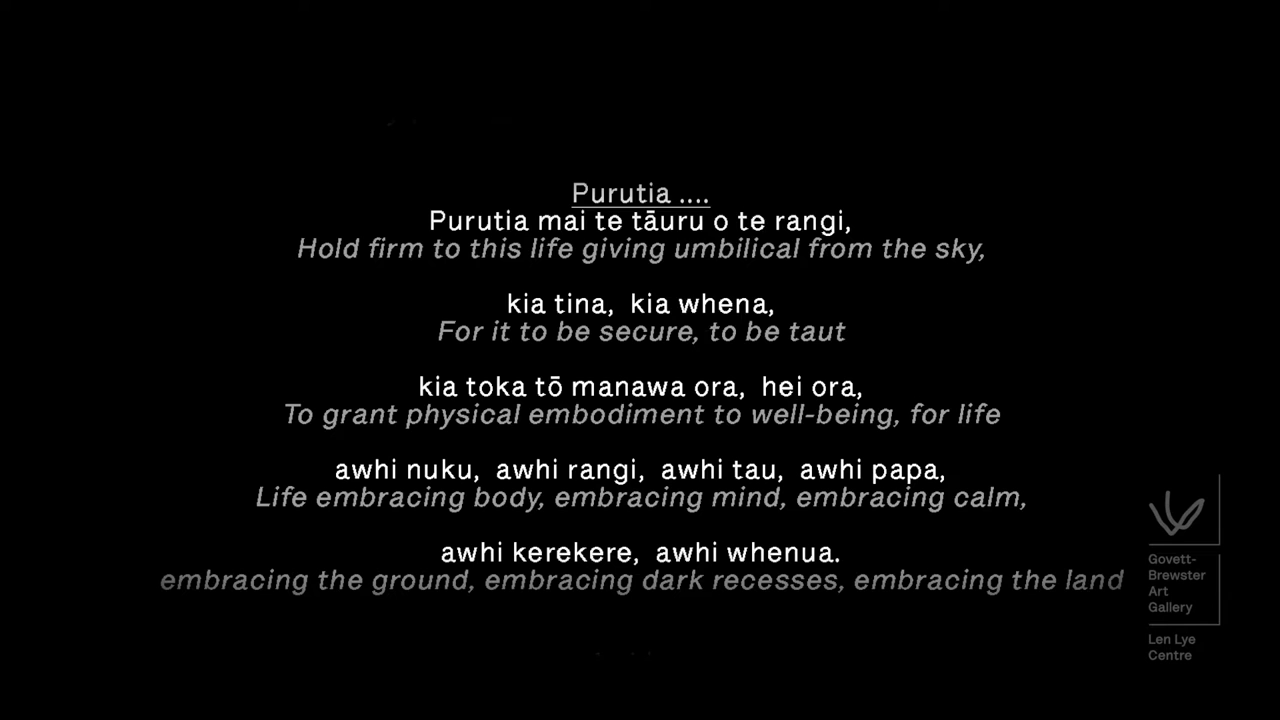 Purutia ....
Purutia mai te tāuru o te rangi,
Hold firm to this life giving umbilical from the sky,
kia tina, kia whena,
For it to be secure, to be taut
kia toka tō manawa ora, hei ora,
To grant physical embodiment to well-being, for life
awhi nuku, awhi rangi, awhi tau, awhi papa,
Life embracing body, embracing mind, embracing calm,
awhi kerekere, awhi whenua.
embracing the ground, embracing dark recesses, embracing the land
Govett-
Brewster
Art
Gallery
Len Lye
Centre